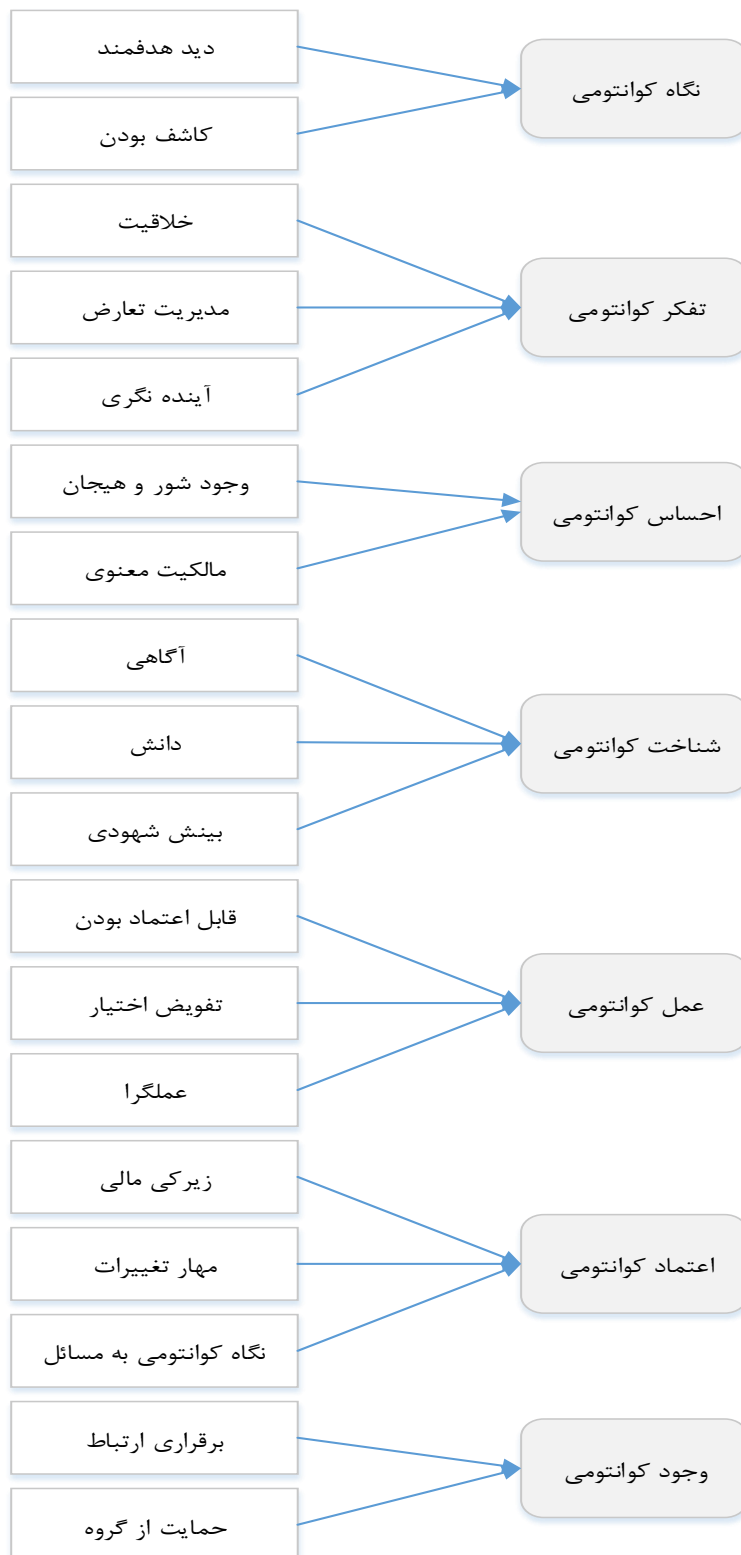 دید هدفمند
کاشف بودن
نگاه کوانتومی
خلاقیت
مدیریت تعارض
آینده نگری
تفکر کوانتومی
وجود شور و هیجان
مالکیت معنوی
احساس کوانتومی
آگاهی
دانش
بینش شهودی
شناخت کوانتومی
قابل اعتماد بودن
تفویض اختیار
عملگرا
عمل کوانتومی
زیرکی مالی
مهار تغییرات
نگاه کوانتومی به مسائل
اعتماد کوانتومی
برقراری ارتباط
حمایت از گروه
وجود کوانتومی